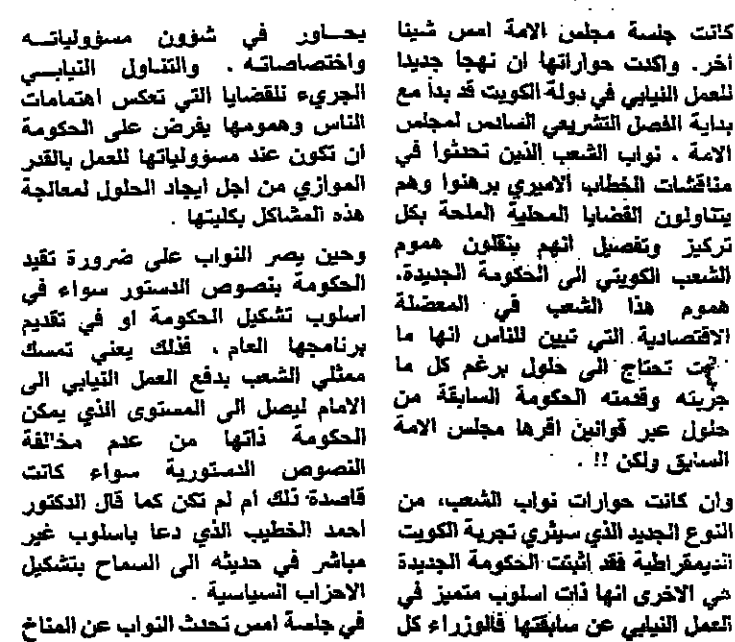 كانت جلسة مجلس الامة امس شيئا
آخر. واكدت حواراتها ان نهجا جديدا
للعمل النيابي في دولة الكويت قد بدأ مع
بداية الفصل التشريعي السادس لمجلس
الامة . نواب الشعب الذين تحدثوا في
مناقشات الخطاب الاميري برهنوا وهم
يتناولون القضايا المحلية الملحة بكل
تركيز وتفصيل انهم ينقلون هموم
الشعب الكويتي الى الحكومة الجديدة.
هموم هذا الشعب في المعضلة
الاقتصادية التي تبين للناس انها ما
تحتاج الى حلول برغم كل ما
جربته وقدمته الحكومة السابقة من
حلول عبر قوانين اقرها مجلس الامة
السابق ولكن !! .
وان كانت حوارات نواب الشعب، من
النوع الجديد الذي سيثري تجربة الكويت
الديمقراطية فقد اثبتت الحكومة الجديدة
هي الاخرى انها ذات اسلوب متميز في
العمل النيابي عن سابقتها فالوزراء كل
يحـــاور في شؤون مسؤولياتـــه
واختصاصاته . والتنـاول النيابـــي
الجريء للقضايا التي تعكس اهتمامات
الناس وهمومها يفرض على الحكومة
ان تكون عند مسؤولياتها للعمل بالقدر
الموازي من اجل ايجاد الحلول لمعالجة
هذه المشاكل بكليتها .
وحين يصر النواب على ضرورة تقيد
الحكومة بنصوص الدستور سواء في
اسلوب تشكيل الحكومة او في تقديم
برنامجها العام ، فذلك يعني تمسك
ممثلي الشعب بدفع العمل النيابي الى
الامام ليصل الى المستوى الذي يمكن
الحكومة ذاتها من عدم مخالفة
النصوص الدستورية سواء كانت
قاصدة ذلك أم لم تكن كما قال الدكتور
احمد الخطيب الذي دعا باسلوب غير
مباشر في حديثه الى السماح بتشكيل
الاحزاب السياسية .
في جلسة امس تحدث النواب عن المناخ